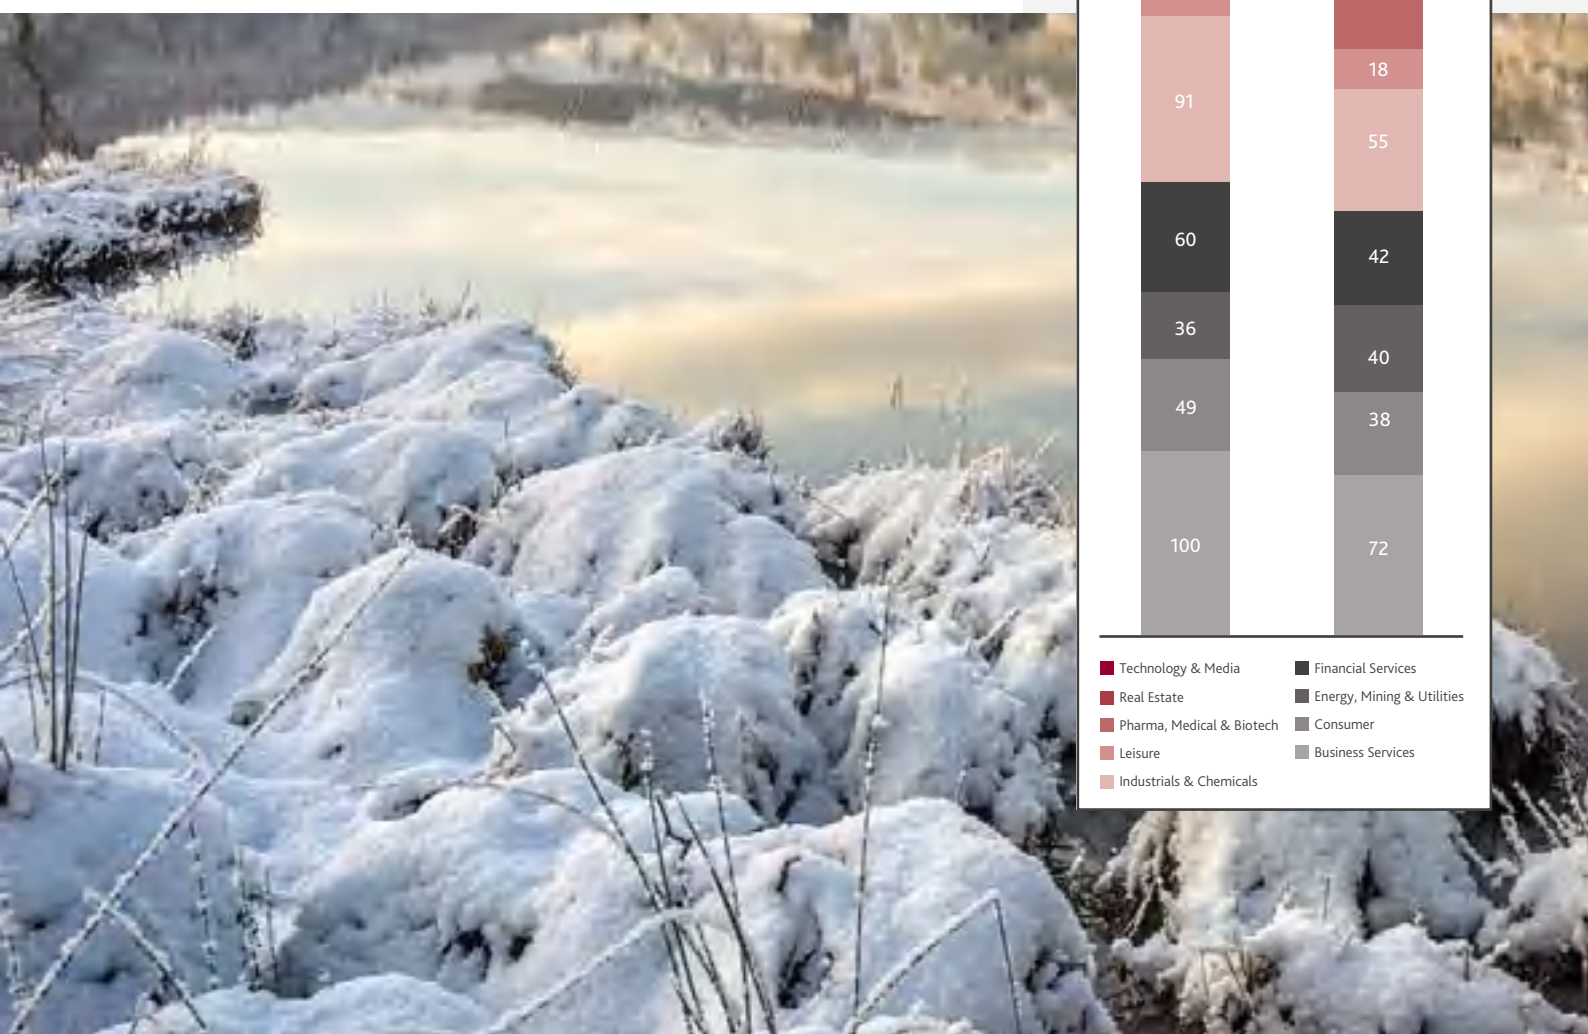 18
91
55
60
42
36
40
49
38
100
72
Technology & Media
Real Estate
Pharma, Medical & Biotech
Leisure
Industrials & Chemicals
Financial Services
Energy, Mining & Utilities
Consumer
Business Services